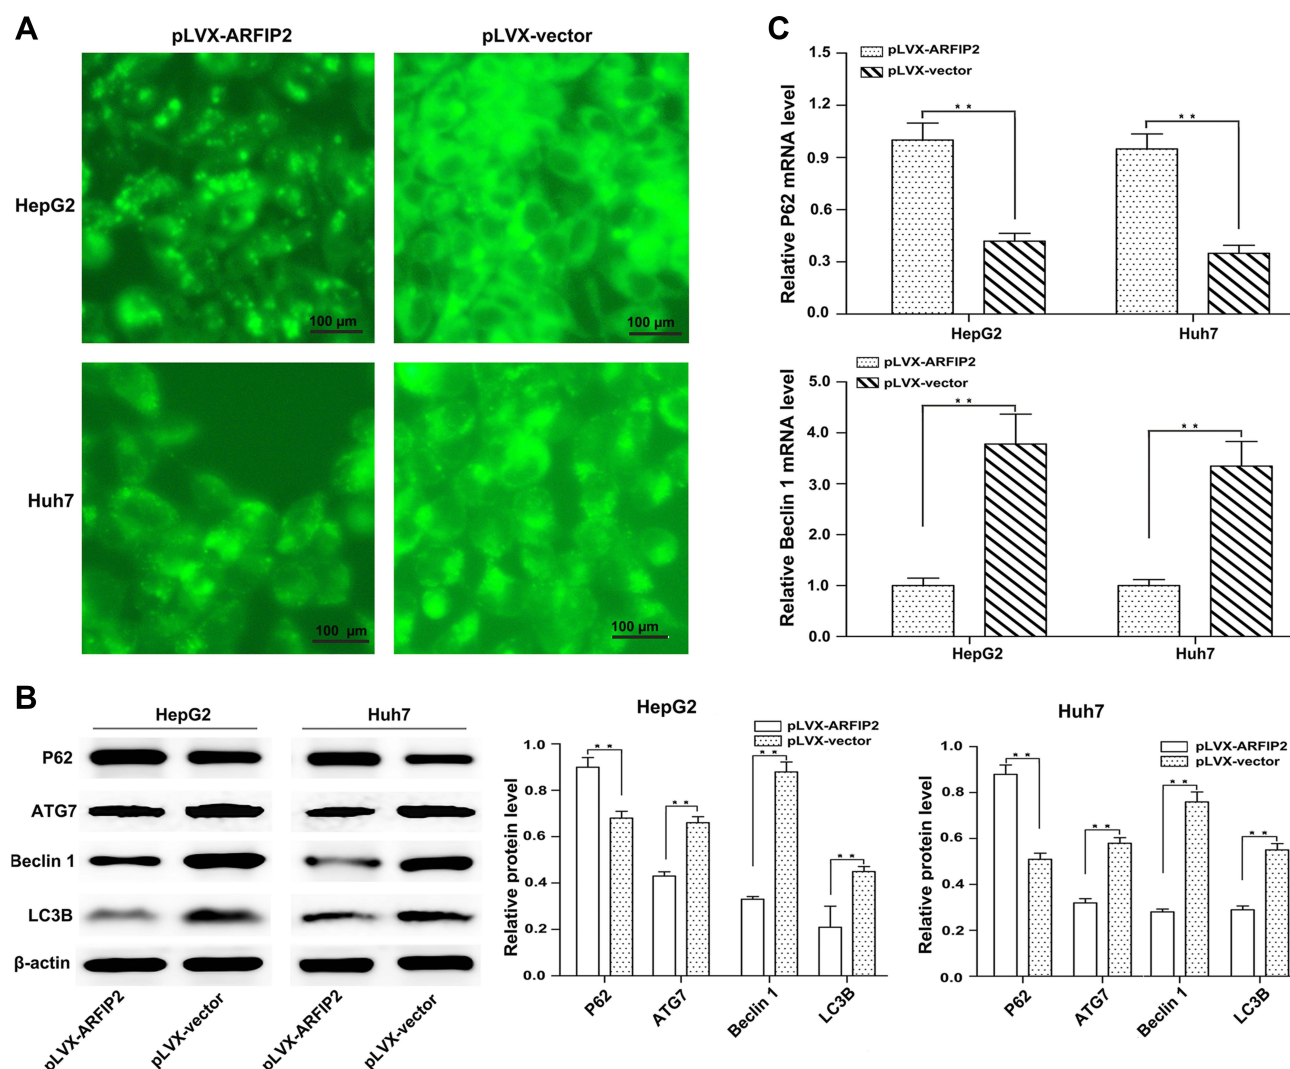 A
pLVX-ARFIP2
pLVX-vector
HepG2
100 µm
100 µm
Huh7
100 µm
100 µm
C
1.5
1.2
0.9
0.6
0.3
0.0
Relative P62 mRNA level
pLVX-ARFIP2
pLVX-vector
**
**
HepG2
Huh7
5.0
4.0
3.0
2.0
1.0
0.0
Relative Beclin 1 mRNA level
pLVX-ARFIP2
pLVX-vector
**
**
HepG2
Huh7
B
HepG2
Huh7
P62
ATG7
Beclin 1
LC3B
β-actin
pLVX-ARFIP2
pLVX-vector
pLVX-ARFIP2
pLVX-vector
HepG2
pLVX-ARFIP2
pLVX-vector
1.0
0.8
0.6
0.4
0.2
0.0
Relative protein level
**
**
**
**
P62
ATG7
Beclin 1
LC3B
Huh7
pLVX-ARFIP2
pLVX-vector
1.0
0.8
0.6
0.4
0.2
0.0
Relative protein level
**
**
**
**
P62
ATG7
Beclin 1
LC3B